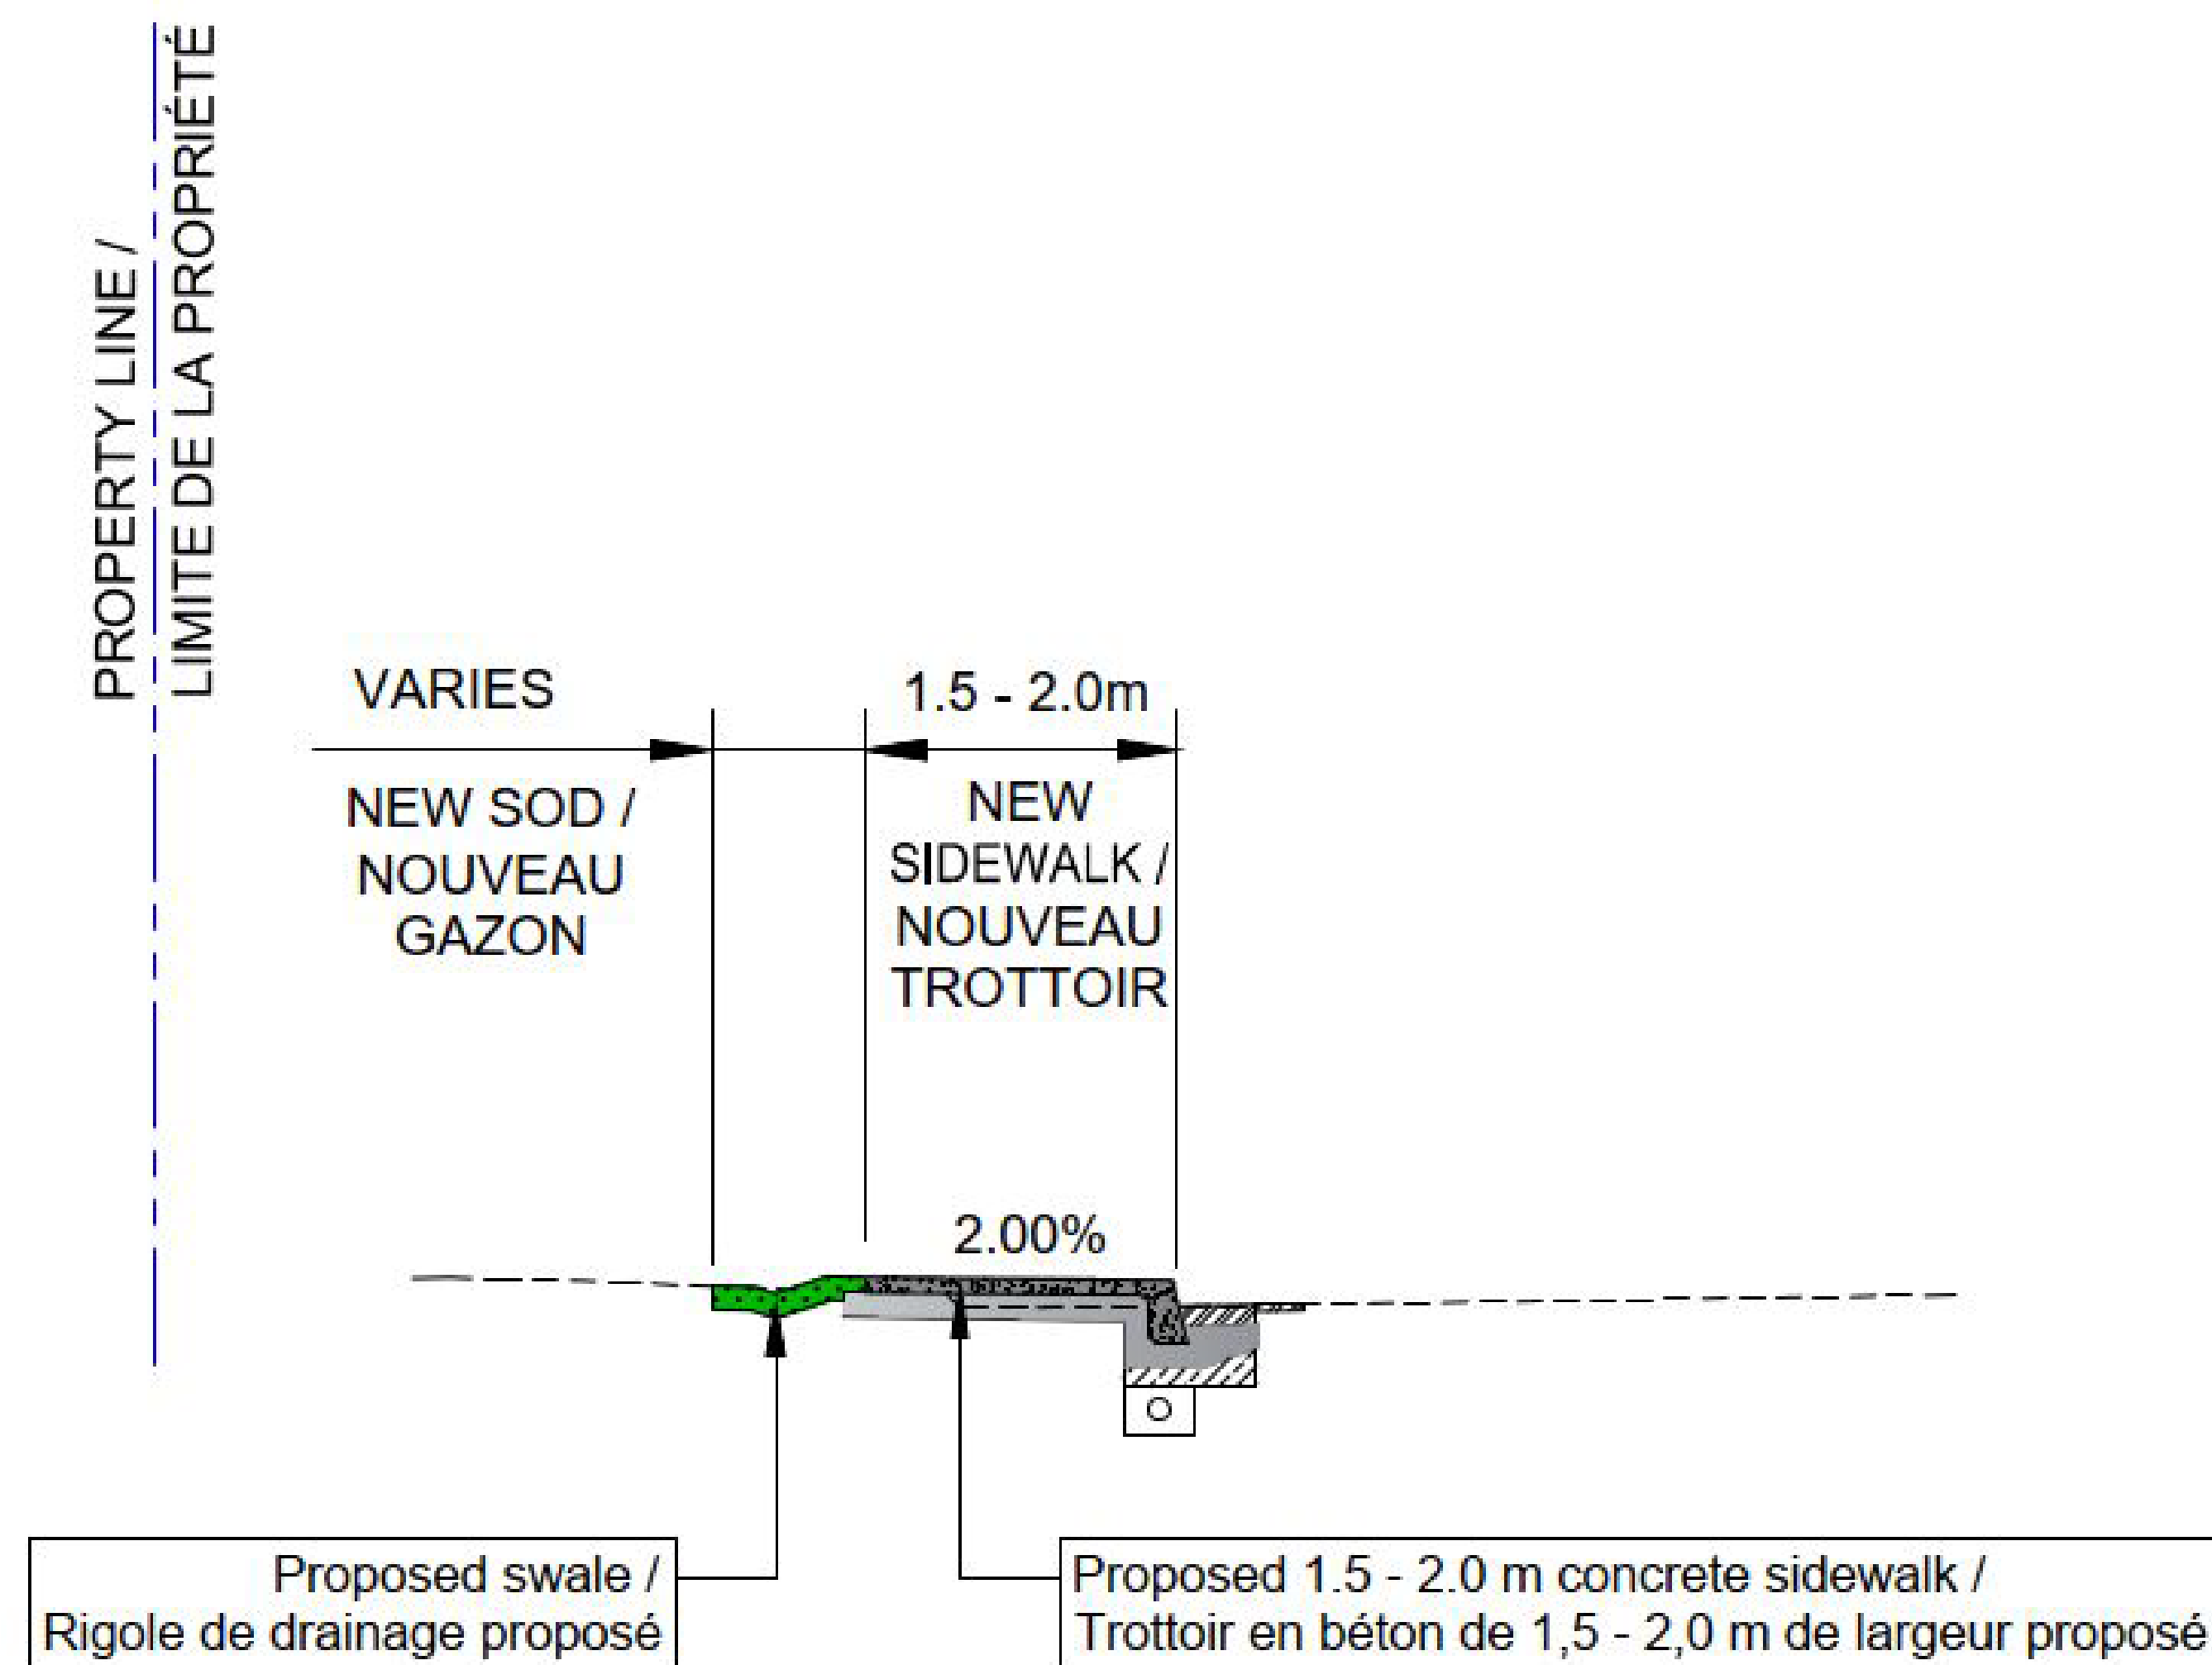 PROPERTY LINE /
LIMITE DE LA PROPRIÉTÉ
VARIES
NEW SOD /
NOUVEAU
GAZON
1.5 - 2.0m
NEW
SIDEWALK /
NOUVEAU
TROTTOIR
2.00%
Proposed swale /
Rigole de drainage proposé
Proposed 1.5 - 2.0 m concrete sidewalk /
Trottoir en béton de 1,5 - 2,0 m de largeur proposé